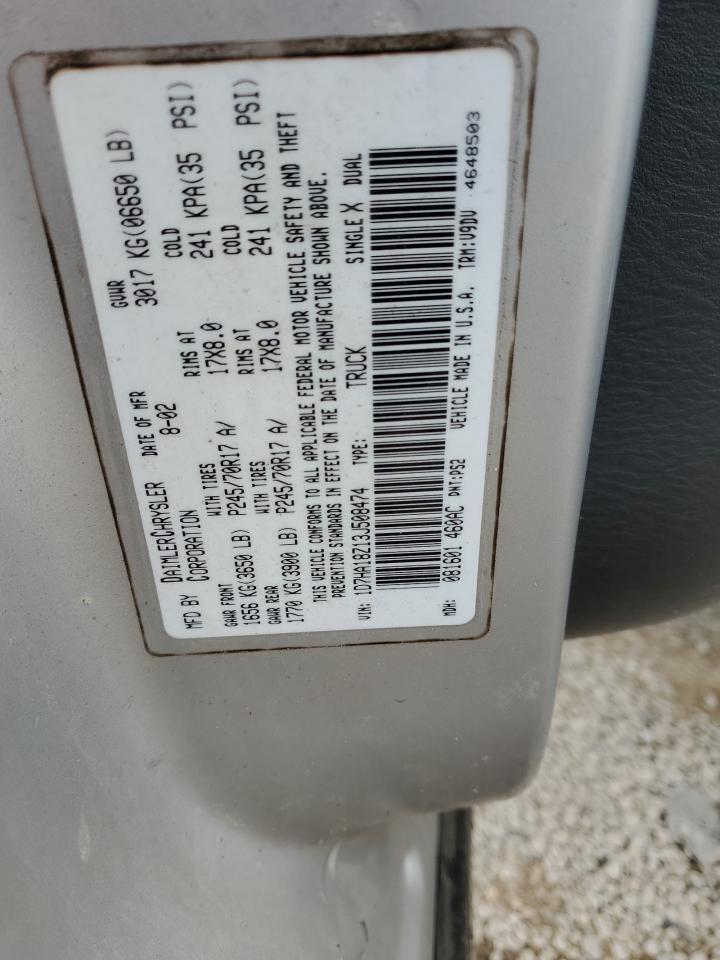 MFD BY DAIMLERCHRYSLER CORPORATION DATE OF MFR 8-02 GVWR 3017 KG(06650 LB)
GAWR FRONT WITH TIRES RIMS AT COLD
1656 KG(3650 LB) P245/70R17 A/ 17X8.0 241 KPA(35 PSI)
GAWR REAR WITH TIRES RIMS AT COLD
1770 KG(3900 LB) P245/70R17 A/ 17X8.0 241 KPA(35 PSI)
THIS VEHICLE CONFORMS TO ALL APPLICABLE FEDERAL MOTOR VEHICLE SAFETY AND THEFT
PREVENTION STANDARDS IN EFFECT ON THE DATE OF MANUFACTURE SHOWN ABOVE.
VIN: 1D7HA18Z13J508474 TYPE: TRUCK SINGLE X DUAL
MDH: 081601 460AC PNT:PS2 VEHICLE MADE IN U.S.A. TRM:V9DV 4648503